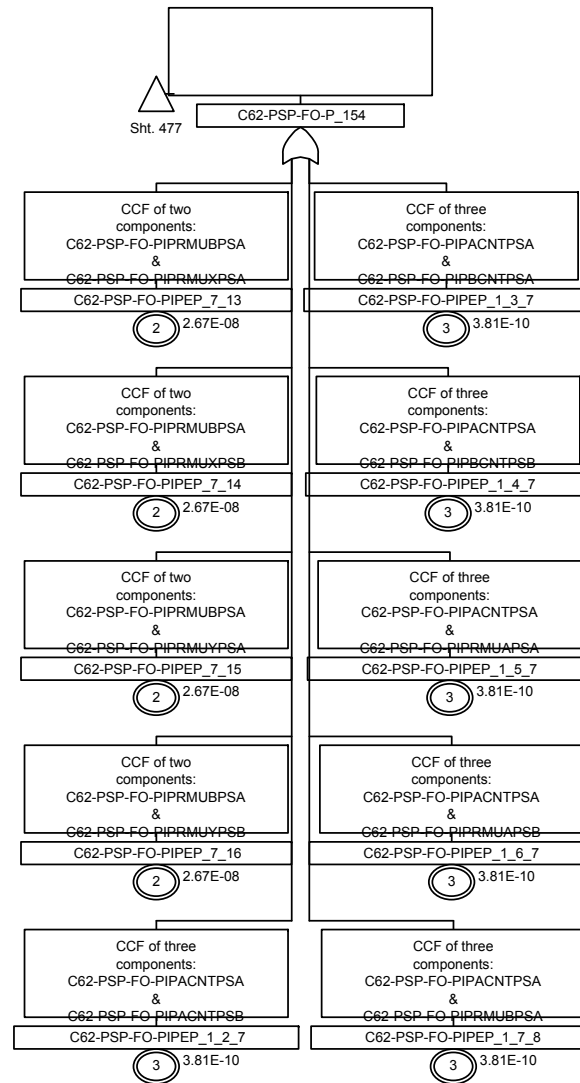 Sht. 477
C62-PSP-FO-P_154
CCF of two
components:
C62-PSP-FO-PIPRMUBPSA
&
C62-PSP-FO-PIPRMUXPSA
C62-PSP-FO-PIPEP_7_13
2
2.67E-08
CCF of three
components:
C62-PSP-FO-PIPACNTPSA
&
C62-PSP-FO-PIPBCNTPSA
C62-PSP-FO-PIPEP_1_3_7
3
3.81E-10
CCF of two
components:
C62-PSP-FO-PIPRMUBPSA
&
C62-PSP-FO-PIPRMUXPSB
C62-PSP-FO-PIPEP_7_14
2
2.67E-08
CCF of three
components:
C62-PSP-FO-PIPACNTPSA
&
C62-PSP-FO-PIPBCNTPSB
C62-PSP-FO-PIPEP_1_4_7
3
3.81E-10
CCF of two
components:
C62-PSP-FO-PIPRMUBPSA
&
C62-PSP-FO-PIPRMUYPSA
C62-PSP-FO-PIPEP_7_15
2
2.67E-08
CCF of three
components:
C62-PSP-FO-PIPACNTPSA
&
C62-PSP-FO-PIPRMUAPSA
C62-PSP-FO-PIPEP_1_5_7
3
3.81E-10
CCF of two
components:
C62-PSP-FO-PIPRMUBPSA
&
C62-PSP-FO-PIPRMUYPSB
C62-PSP-FO-PIPEP_7_16
2
2.67E-08
CCF of three
components:
C62-PSP-FO-PIPACNTPSA
&
C62-PSP-FO-PIPRMUAPSB
C62-PSP-FO-PIPEP_1_6_7
3
3.81E-10
CCF of three
components:
C62-PSP-FO-PIPACNTPSA
&
C62-PSP-FO-PIPACNTPSB
C62-PSP-FO-PIPEP_1_2_7
3
3.81E-10
CCF of three
components:
C62-PSP-FO-PIPACNTPSA
&
C62-PSP-FO-PIPRMUBPSA
C62-PSP-FO-PIPEP_1_7_8
3
3.81E-10